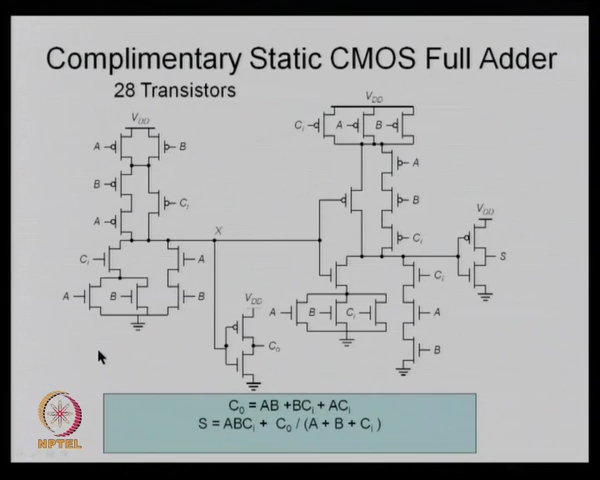 Complimentary Static CMOS Full Adder
28 Transistors
VDD
A
B
B
Ci
A
Ci
A
A
B
B
X
VDD
C0
VDD
Ci
A
B
A
B
Ci
Ci
A
B
Ci
A
B
VDD
S
C0 = AB +BCi + ACi
S = ABCi + C0 / (A + B + Ci )
NPTEL